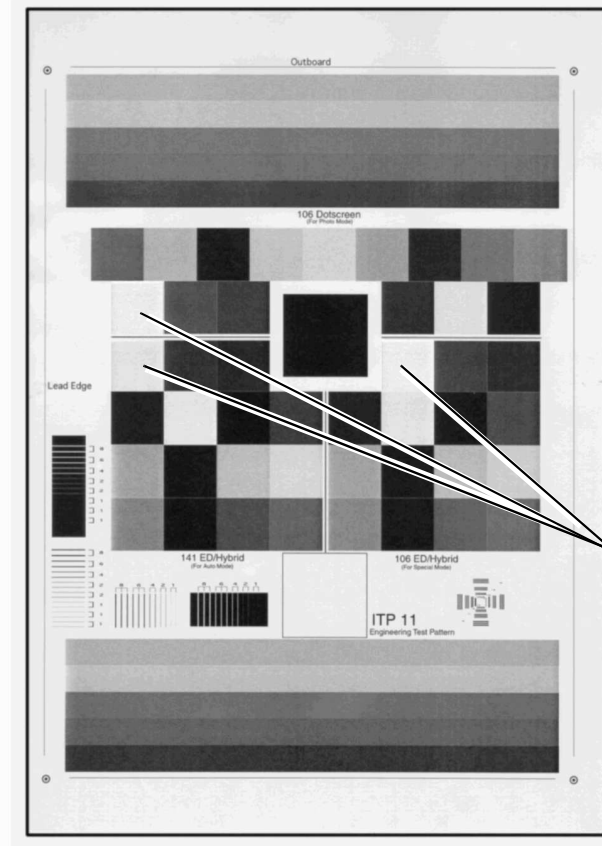 Outboard
106 Dotscreen
(For Photo Mode)
Lead Edge
141 ED/Hybrid
(For Auto Mode)
106 ED/Hybrid
(For Special Mode)
ITP 11
Engineering Test Pattern